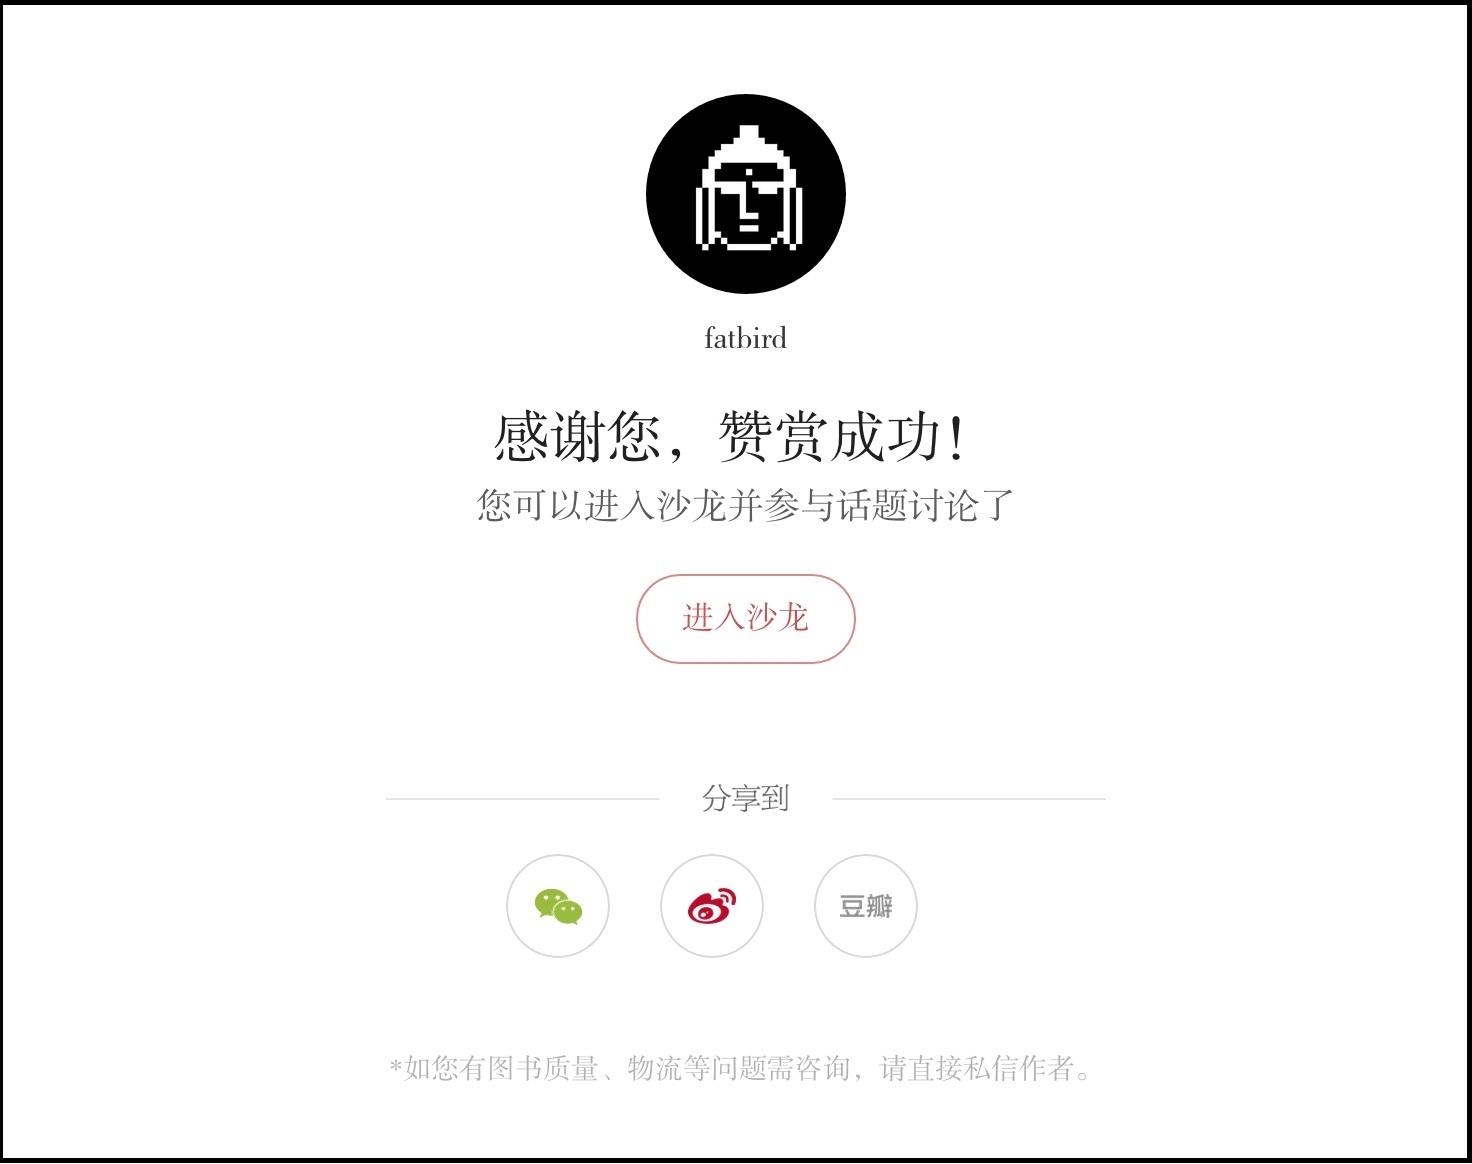 fatbird
感谢您，赞赏成功！
您可以进入沙龙并参与话题讨论了
进入沙龙
分享到
豆瓣
*如您有图书质量、物流等问题需咨询，请直接私信作者。